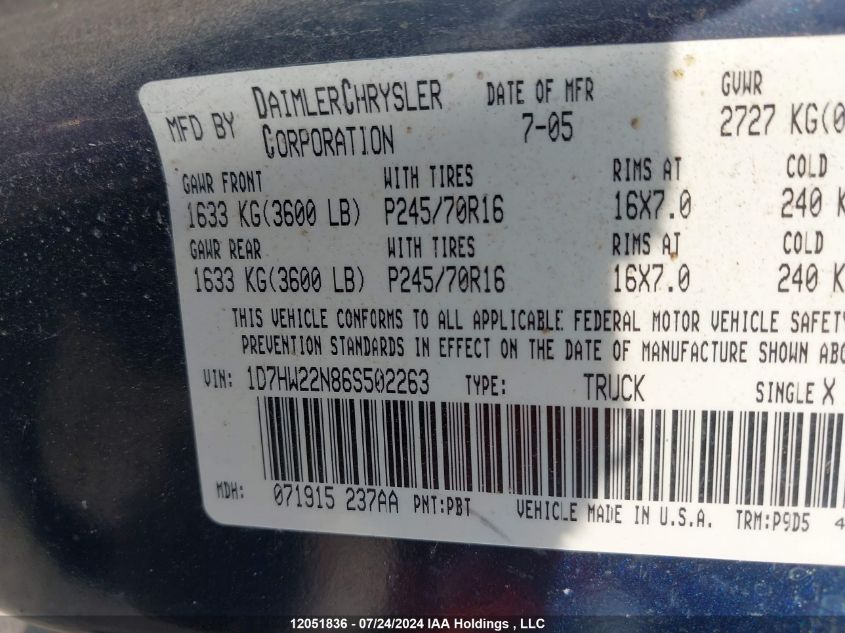 MFD BY DAIMLERCHRYSLER CORPORATION DATE OF MFR 7-05 GVWR 2727 KG(0
GAWR FRONT WITH TIRES RIMS AT COLD
1633 KG(3600 LB) P245/70R16 16X7.0 240 K
GAWR REAR WITH TIRES RIMS AT COLD
1633 KG(3600 LB) P245/70R16 16X7.0 240 K
THIS VEHICLE CONFORMS TO ALL APPLICABLE FEDERAL MOTOR VEHICLE SAFETY
PREVENTION STANDARDS IN EFFECT ON THE DATE OF MANUFACTURE SHOWN ABO
VIN: 1D7HW22N86S502263 TYPE: TRUCK SINGLE X
MDH: 071915 237AA PNT:PBT VEHICLE MADE IN U.S.A. TRM:P9D5 4
12051836 - 07/24/2024 IAA Holdings , LLC